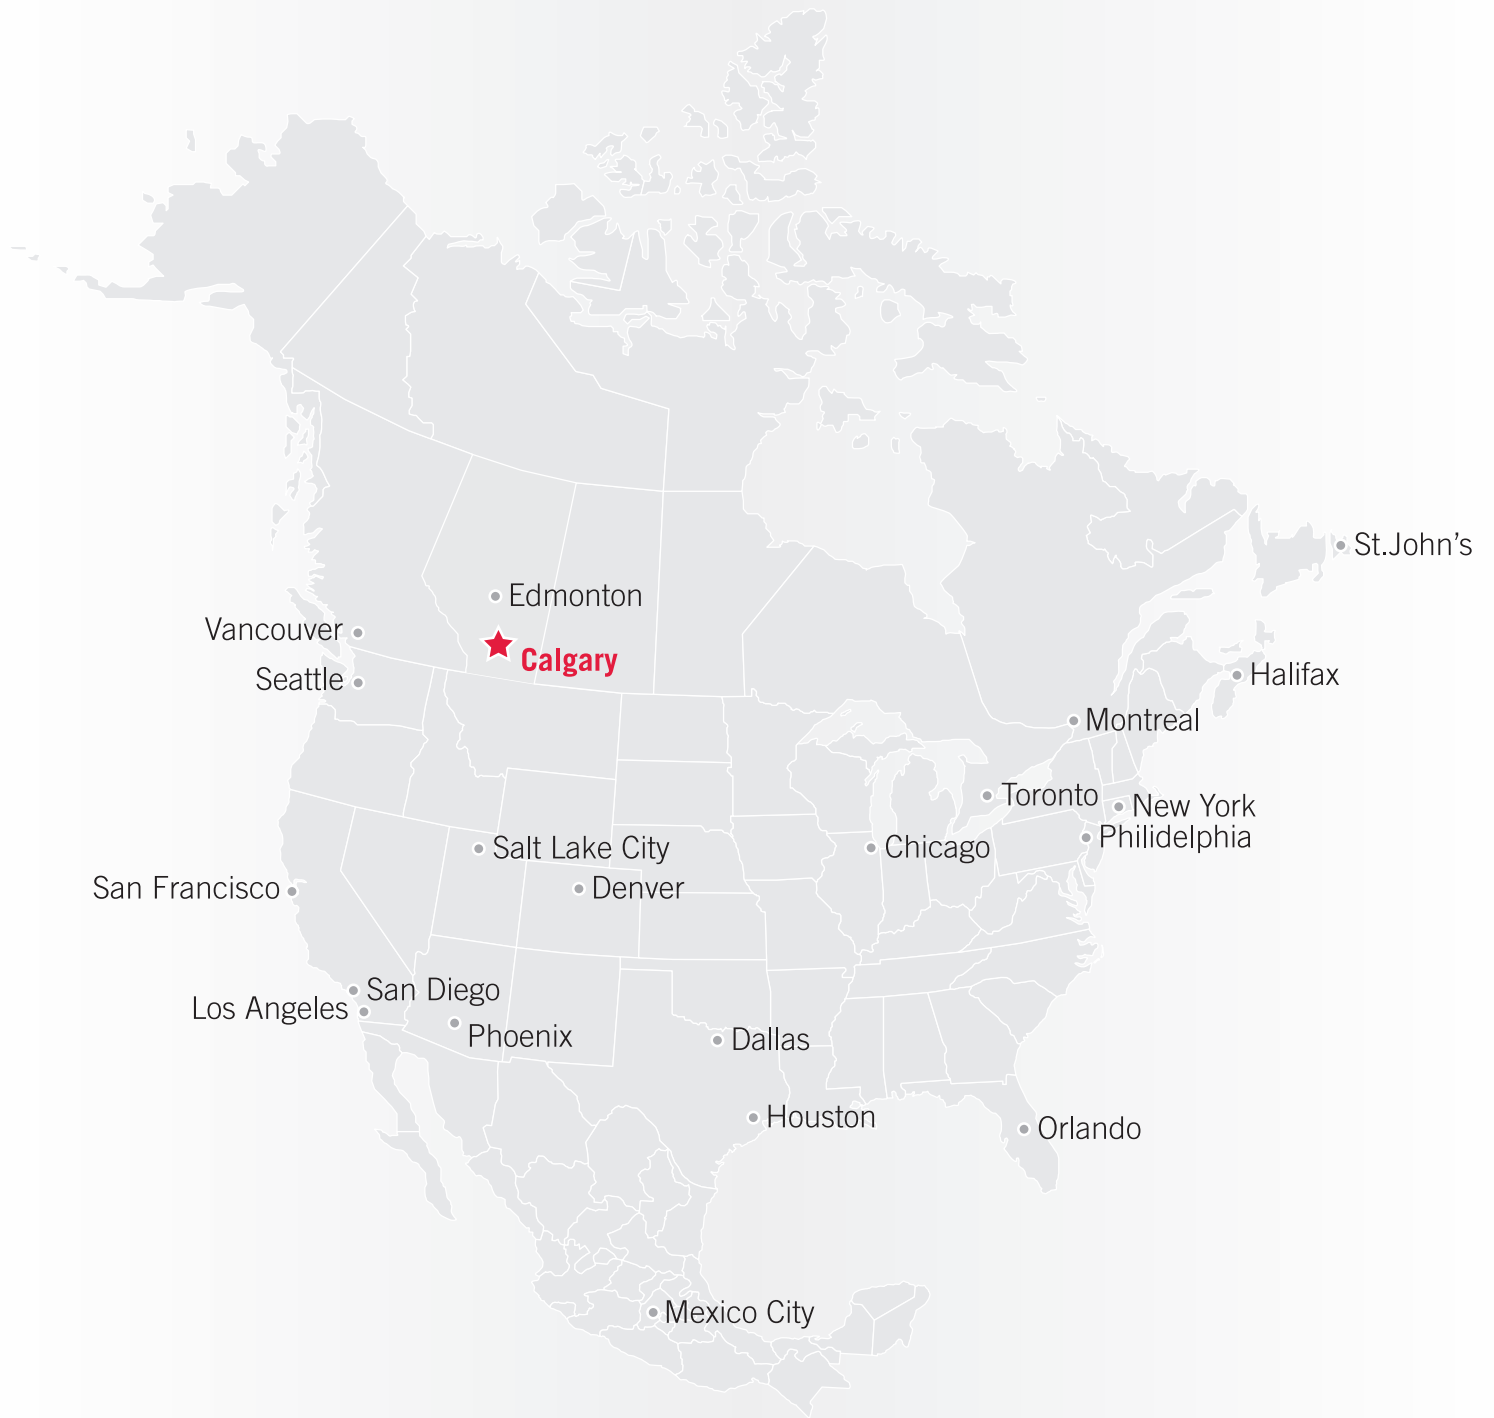 St.John's
Edmonton
Vancouver
Calgary
Seattle
Halifax
Montreal
Toronto
New York
Philidelphia
Salt Lake City
Chicago
San Francisco
Denver
San Diego
Los Angeles
Phoenix
Dallas
Houston
Orlando
Mexico City